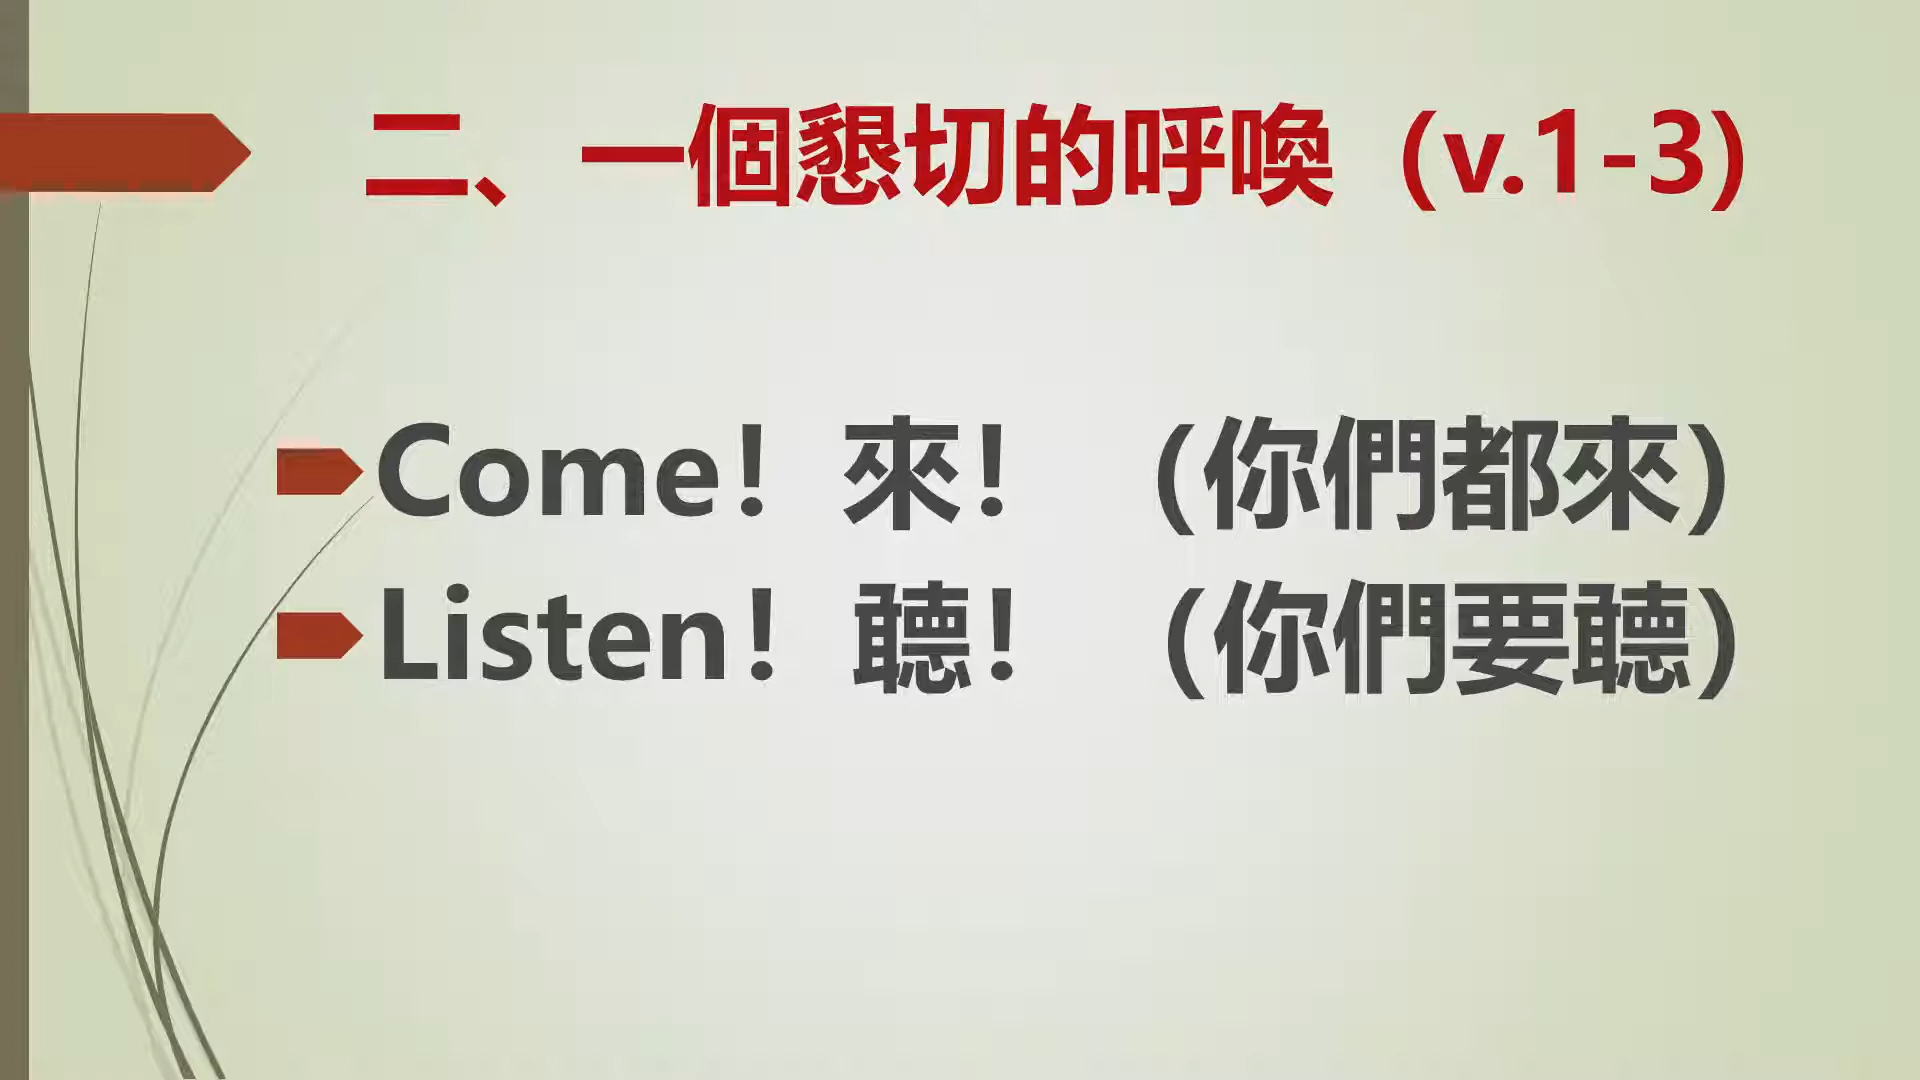 二、一個懇切的呼喚（v.1-3)
Come！來！ （你們都來）
Listen！聽！ （你們要聽）